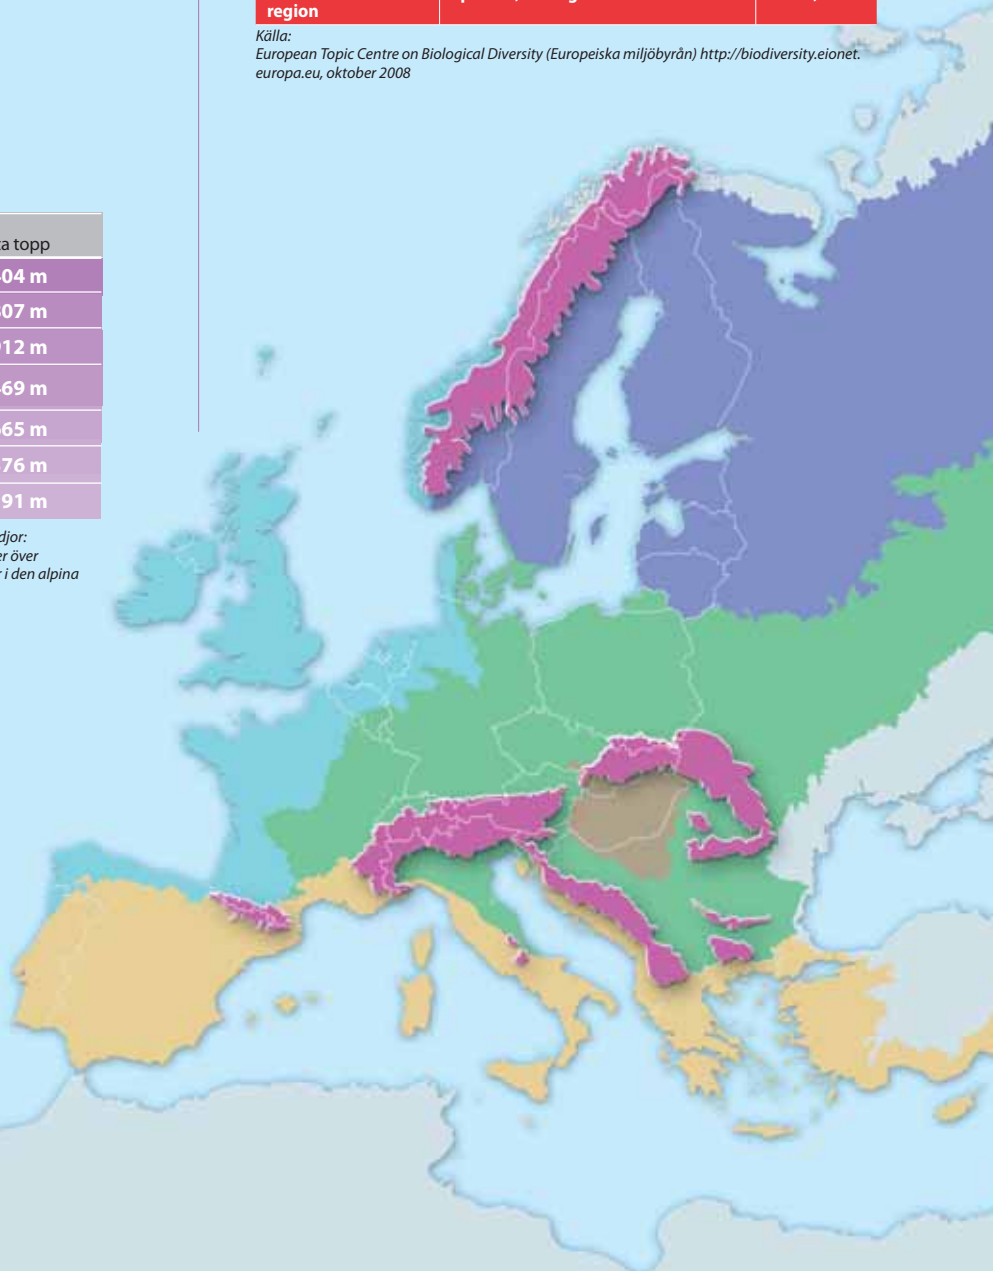 region
Källa:
European Topic Centre on Biological Diversity (Europeiska miljöbyrån) http://biodiversity.eionet.
europa.eu, oktober 2008
topp
04 m
07 m
12 m
69 m
65 m
76 m
91 m
djor:
er över
i den alpina